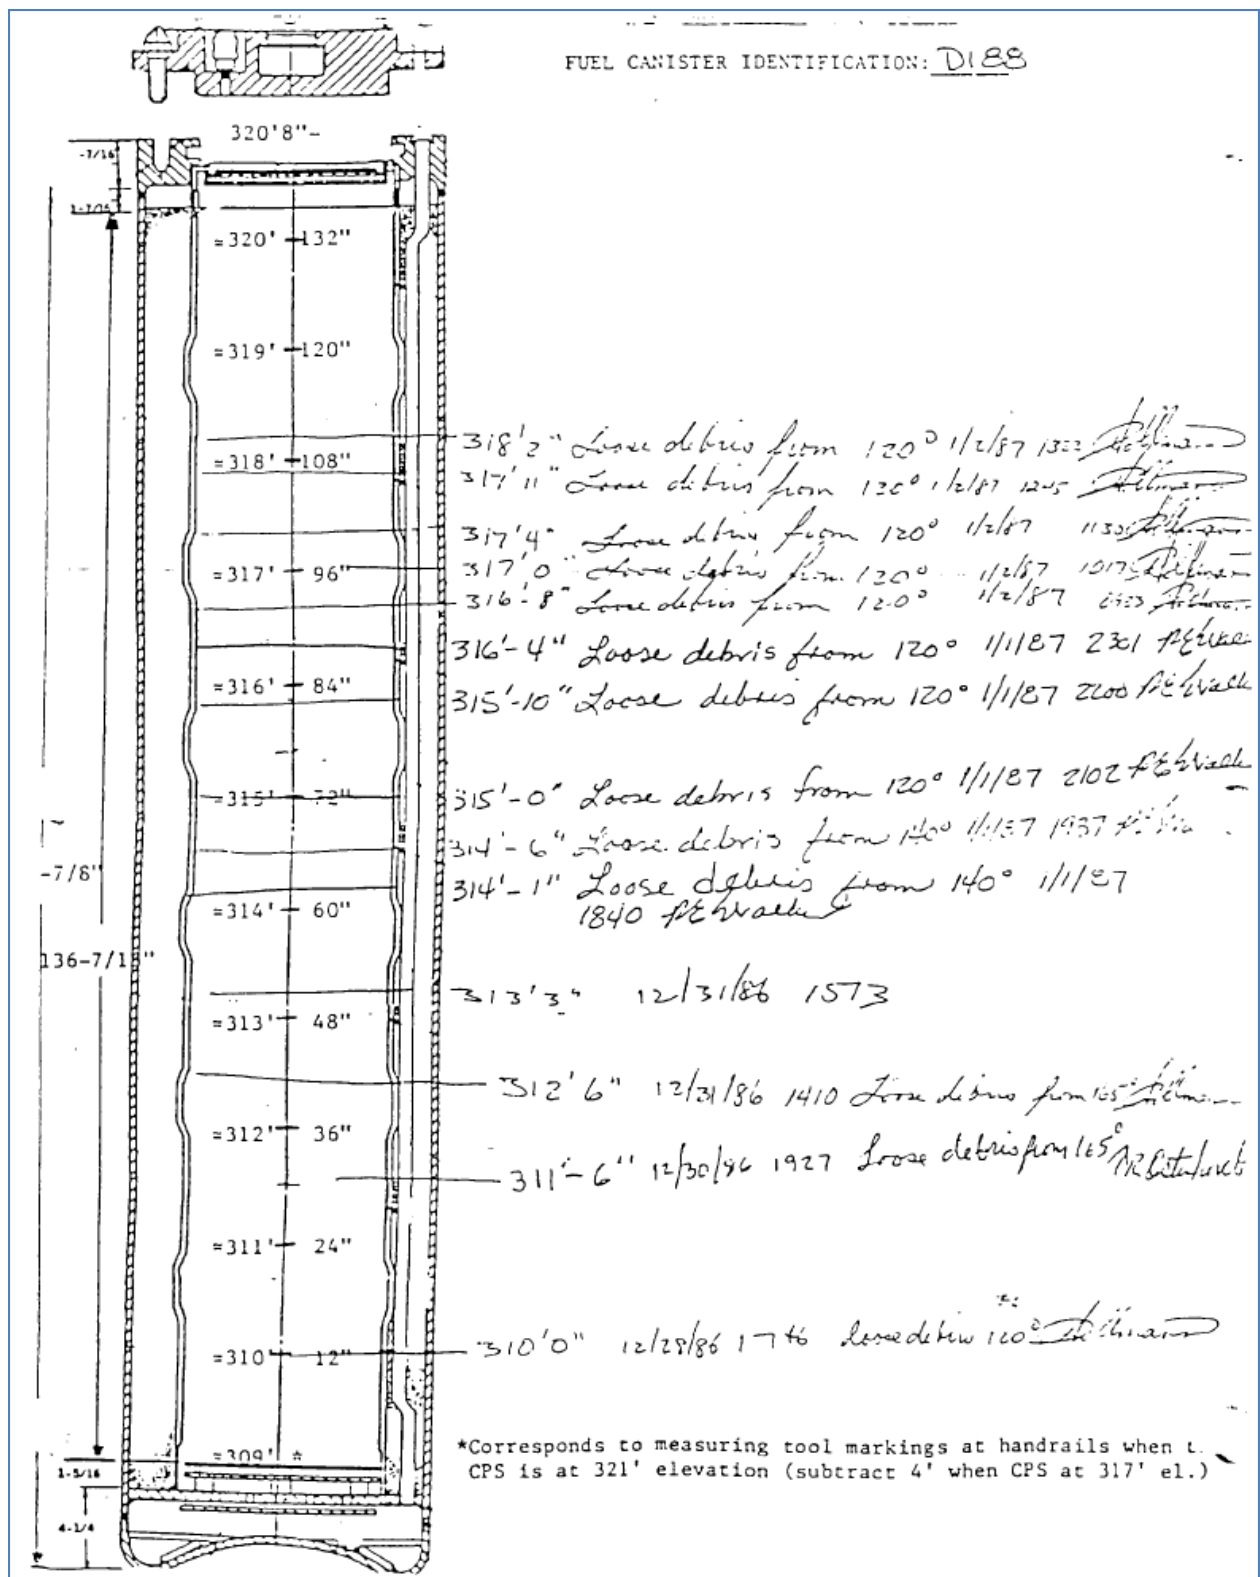 FUEL CANISTER IDENTIFICATION: D188
320'8"-
-7/16
1-7/16
≈320' 132"
≈319' 120"
318'2" Loose debris from 120° 1/2/87
≈318' 108"
317'11" Loose debris from 120° 1/2/87 1245
317'4" Loose debris from 120° 1/2/87 1130
≈317' 96"
317'0" Loose debris from 120° 1/2/87 1017
316'-8" Loose debris from 120° 1/2/87
316'-4" Loose debris from 120° 1/1/87 2301
≈316' 84"
315'-10" Loose debris from 120° 1/1/87 2200
≈315' 72"
315'-0" Loose debris from 120° 1/1/87 2102
314'-6" Loose debris from 140° 1/1/87 1937
-7/8"
314'-1" Loose debris from 140° 1/1/87
≈314' 60"
1840
136-7/1 "
313'3" 12/31/86 1573
≈313' 48"
312'6" 12/31/86 1410 Loose debris from 165°
≈312' 36"
311'-6" 12/30/86 1927 Loose debris from 165°
≈311' 24"
310'0" 12/28/86 1746 loose debris 120°
≈310' 12"
≈309' *
*Corresponds to measuring tool markings at handrails when
CPS is at 321' elevation (subtract 4' when CPS at 317' el.)
1-5/16
4-1/4